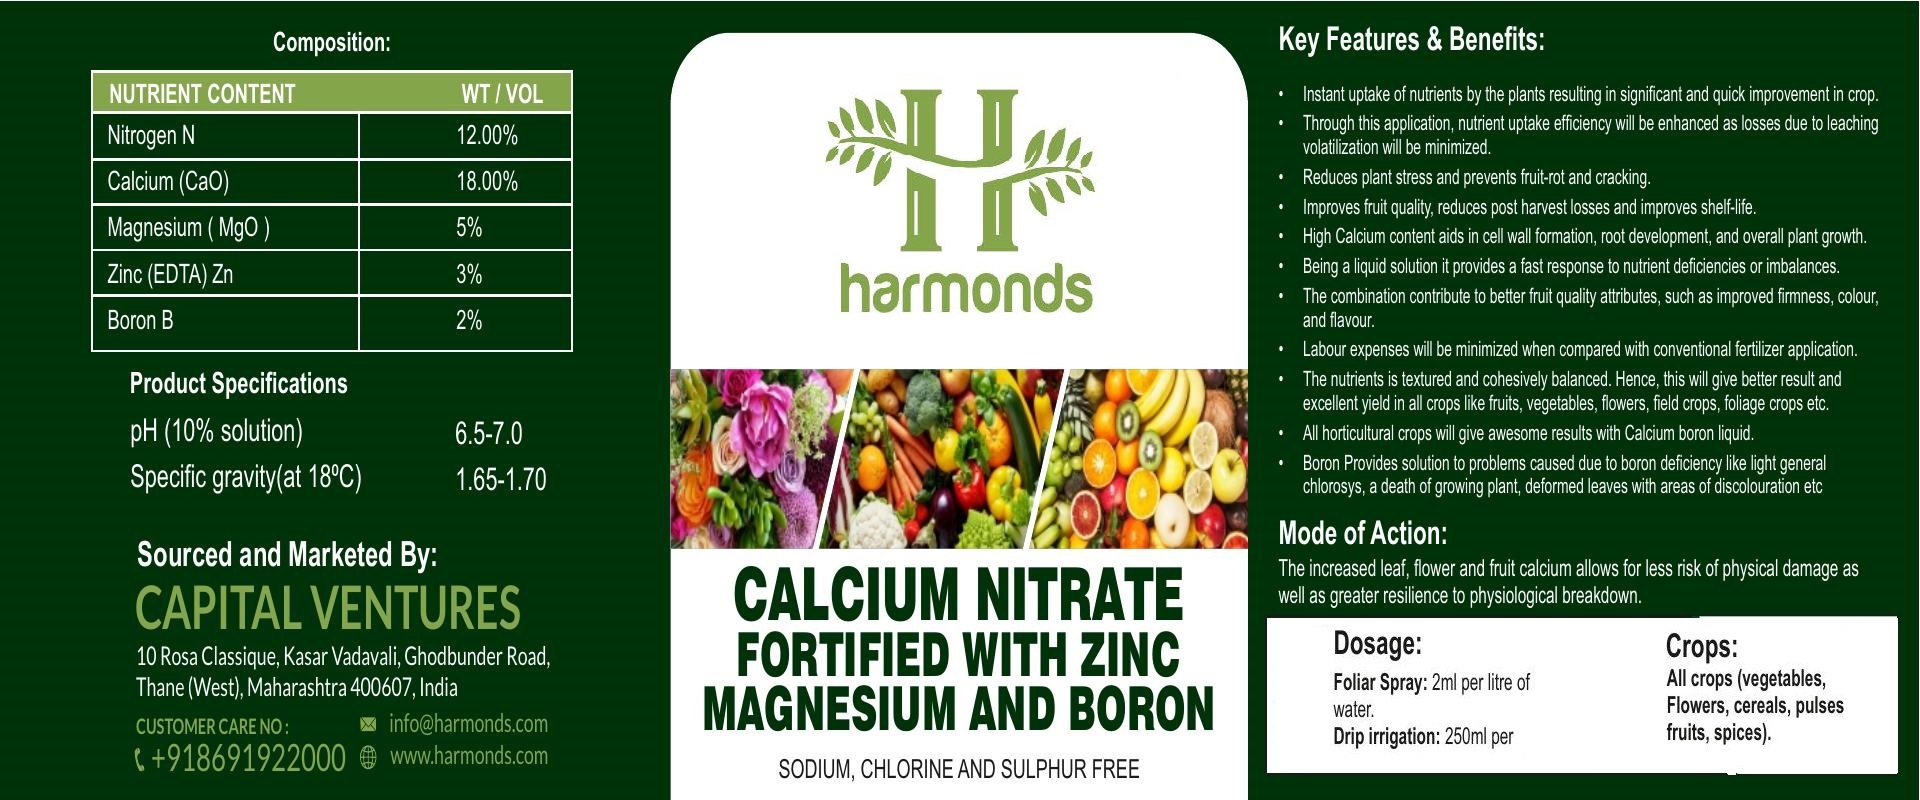 Composition:
NUTRIENT CONTENT WT / VOL
Nitrogen N 12.00%
Calcium (CaO) 18.00%
Magnesium ( MgO ) 5%
Zinc (EDTA) Zn 3%
Boron B 2%
Product Specifications
pH (10% solution) 6.5-7.0
Specific gravity(at 18ºC) 1.65-1.70
Sourced and Marketed By:
CAPITAL VENTURES
10 Rosa Classique, Kasar Vadavali, Ghodbunder Road,
Thane (West), Maharashtra 400607, India
CUSTOMER CARE NO :
+918691922000
info@harmonds.com
www.harmonds.com
H
harmonds
CALCIUM NITRATE
FORTIFIED WITH ZINC
MAGNESIUM AND BORON
SODIUM, CHLORINE AND SULPHUR FREE
Key Features & Benefits:
• Instant uptake of nutrients by the plants resulting in significant and quick improvement in crop.
• Through this application, nutrient uptake efficiency will be enhanced as losses due to leaching
volatilization will be minimized.
• Reduces plant stress and prevents fruit-rot and cracking.
• Improves fruit quality, reduces post harvest losses and improves shelf-life.
• High Calcium content aids in cell wall formation, root development, and overall plant growth.
• Being a liquid solution it provides a fast response to nutrient deficiencies or imbalances.
• The combination contribute to better fruit quality attributes, such as improved firmness, colour,
and flavour.
• Labour expenses will be minimized when compared with conventional fertilizer application.
• The nutrients is textured and cohesively balanced. Hence, this will give better result and
excellent yield in all crops like fruits, vegetables, flowers, field crops, foliage crops etc.
• All horticultural crops will give awesome results with Calcium boron liquid.
• Boron Provides solution to problems caused due to boron deficiency like light general
chlorosys, a death of growing plant, deformed leaves with areas of discolouration etc
Mode of Action:
The increased leaf, flower and fruit calcium allows for less risk of physical damage as
well as greater resilience to physiological breakdown.
Dosage:
Foliar Spray: 2ml per litre of
water.
Drip irrigation: 250ml per
Crops:
All crops (vegetables,
Flowers, cereals, pulses
fruits, spices).